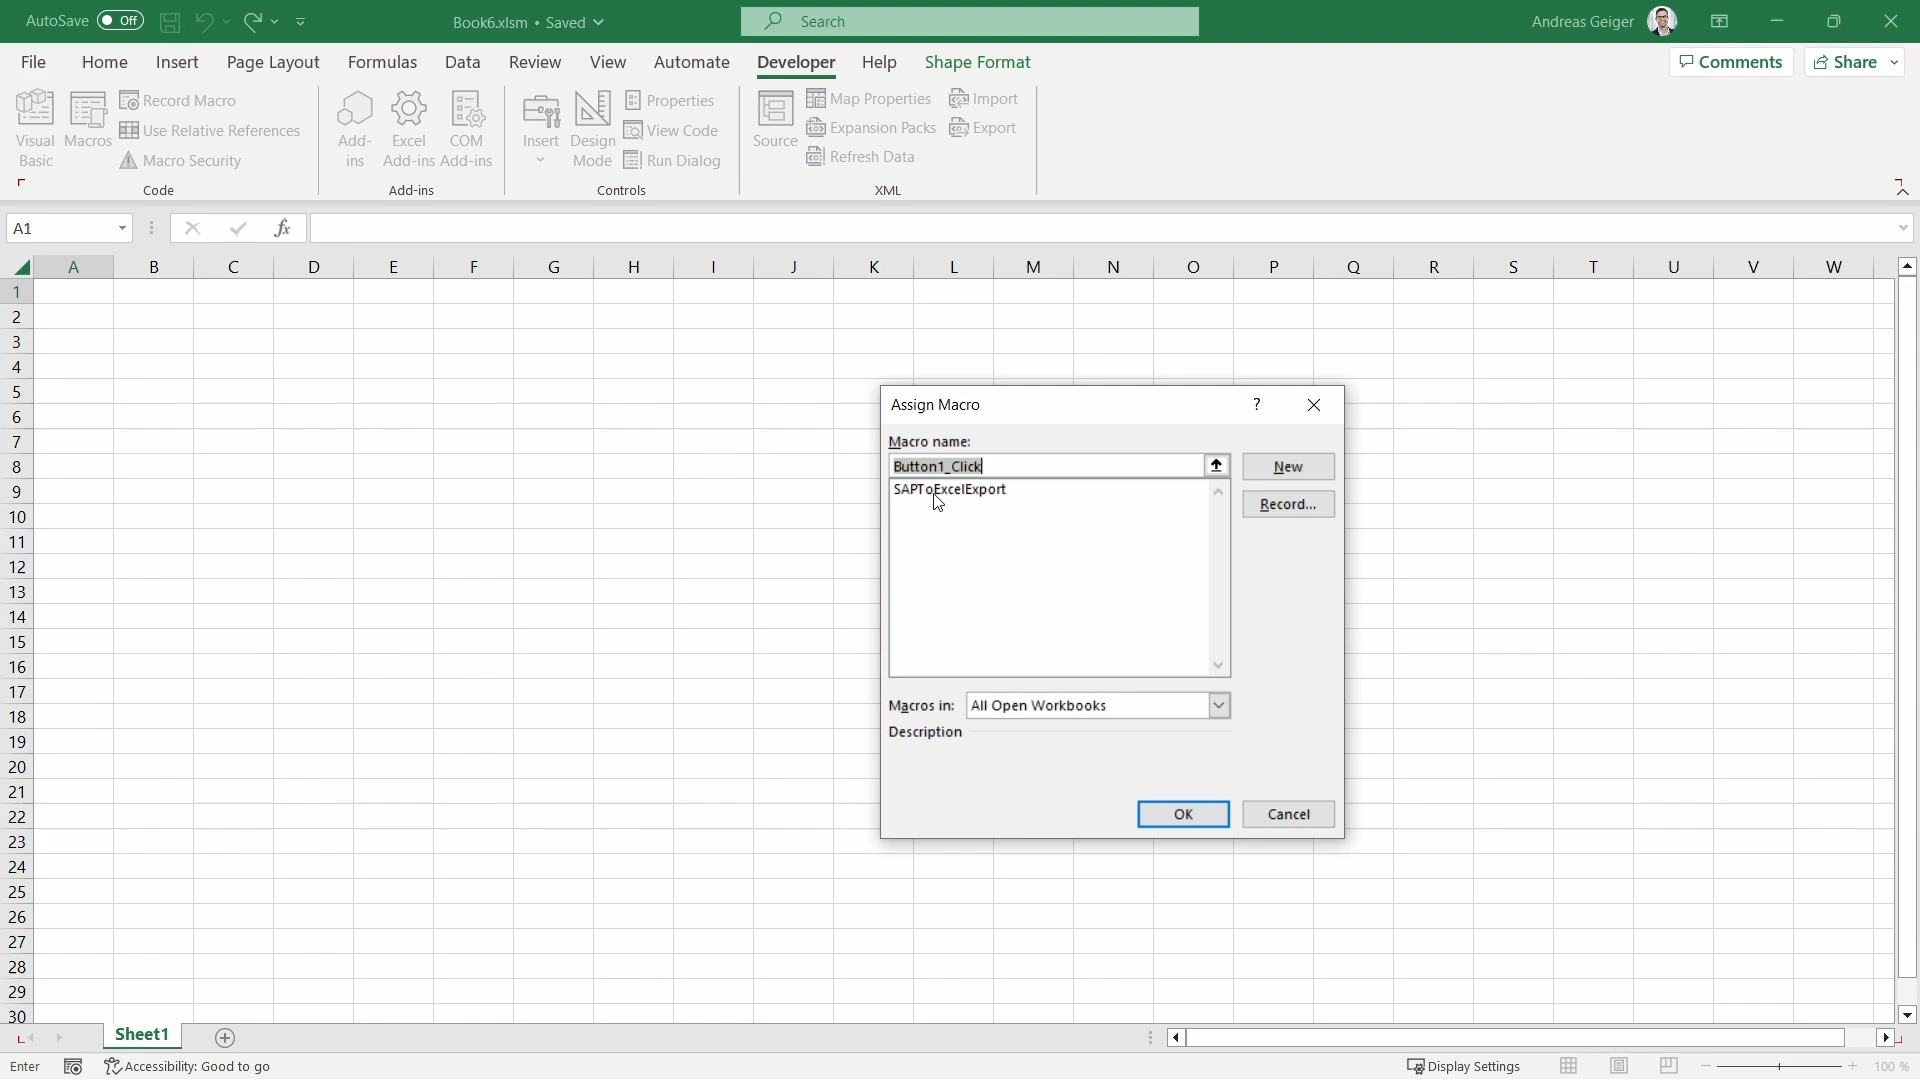 AutoSave Off Book6.xlsm • Saved Search Andreas Geiger
File Home Insert Page Layout Formulas Data Review View Automate Developer Help Shape Format Comments Share
Visual Basic
Macros
Record Macro
Use Relative References
Macro Security
Code
Add-ins
Excel Add-ins
COM Add-ins
Add-ins
Insert
Design Mode
Properties
View Code
Run Dialog
Controls
Source
Map Properties
Expansion Packs
Refresh Data
Import
Export
XML
A1 fx
A B C D E F G H I J K L M N O P Q R S T U V W
1
2
3
4
5
6
7
8
9
10
11
12
13
14
15
16
17
18
19
20
21
22
23
24
25
26
27
28
29
30
Assign Macro ?
Macro name:
Button1_Click New
SAPToExcelExport
Record...
Macros in: All Open Workbooks
Description
OK Cancel
Sheet1
Enter Accessibility: Good to go Display Settings 100 %